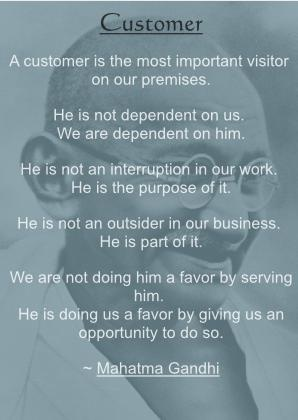 Customer
A customer is the most important visitor
on our premises.
He is not dependent on us.
We are dependent on him.
He is not an interruption in our work.
He is the purpose of it.
He is not an outsider in our business.
He is part of it.
We are not doing him a favor by serving
him.
He is doing us a favor by giving us an
opportunity to do so.
~ Mahatma Gandhi